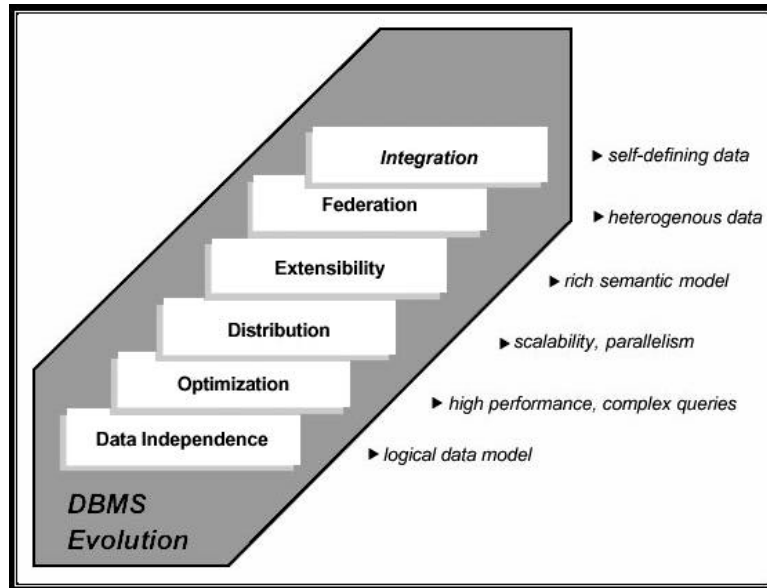 Integration
▶ self-defining data
Federation
▶ heterogenous data
Extensibility
▶ rich semantic model
Distribution
▶ scalability, parallelism
Optimization
▶ high performance, complex queries
Data Independence
▶ logical data model
DBMS
Evolution